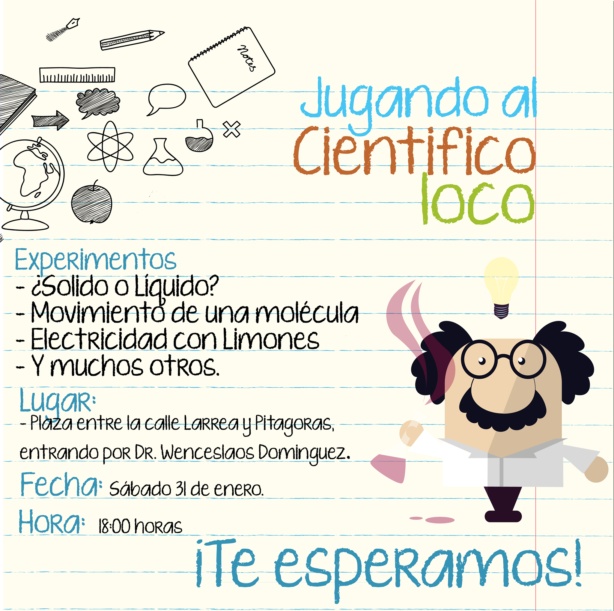 Notes
Jugando al
Cientifico
loco
Experimentos
- ¿Solido o Líquido?
- Movimiento de una molécula
- Electricidad con Limones
- Y muchos otros.
Lugar:
- Plaza entre la calle Larrea y Pitagoras,
entrando por Dr. Wenceslaos Dominguez.
Fecha: Sábado 31 de enero.
Hora: 18:00 horas
¡Te esperamos!